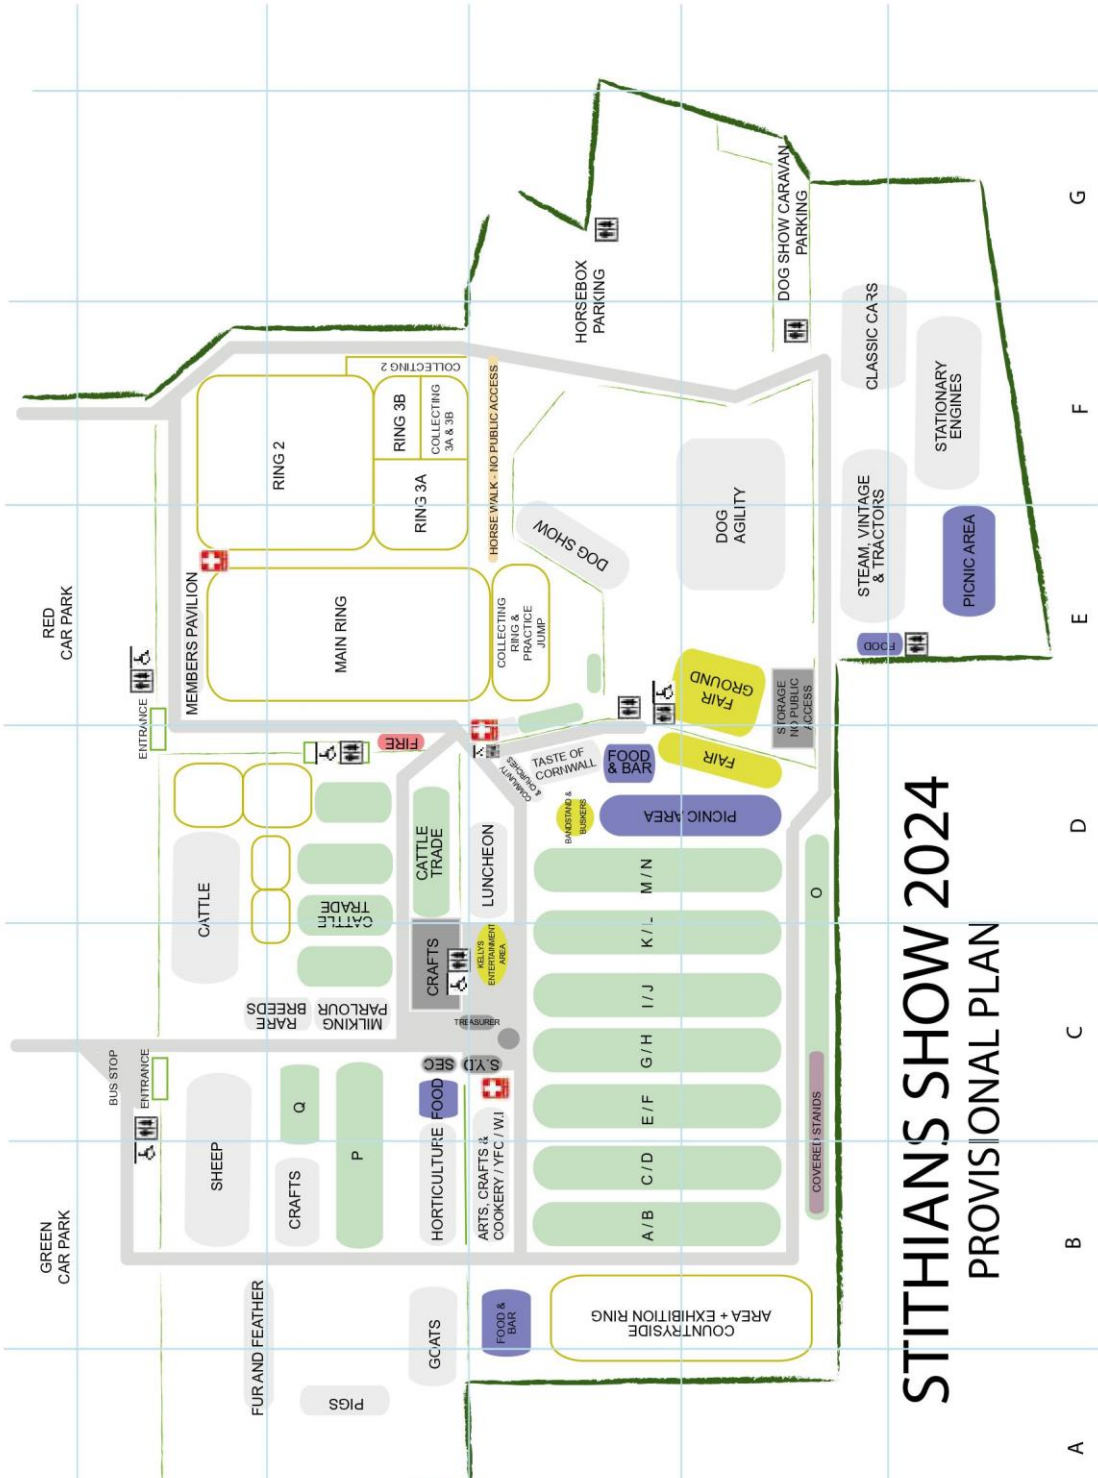 RED
CAR PARK
GREEN
CAR PARK
BUS STOP
ENTRANCE
ENTRANCE
MEMBERS PAVILION
MAIN RING
RING 2
RING 3A
RING 3B
COLLECTING
3A & 3B
COLLECTING 2
HORSE WALK - NO PUBLIC ACCESS
COLLECTING
RING &
PRACTICE
JUMP
DOG SHOW
HORSEBOX
PARKING
DOG SHOW CARAVAN
PARKING
DOG
AGILITY
CLASSIC CARS
STATIONARY
ENGINES
STEAM, VINTAGE
& TRACTORS
PICNIC AREA
FOOD
FAIR
GROUND
FAIR
STORAGE
NO PUBLIC
ACCESS
FIRE
COMMUNITY
& CHURCHES
TASTE OF
CORNWALL
FOOD
& BAR
BANDSTAND &
BUSKERS
PICNIC AREA
CATTLE
CATTLE
TRADE
CATTLE
TRADE
LUNCHEON
CRAFTS
KELLYS
ENTERTAINMENT
AREA
TREASURER
RARE
BREEDS
MILKING
PARLOUR
SEC
S.Y.D
SHEEP
Q
P
CRAFTS
FOOD
HORTICULTURE
ARTS, CRAFTS &
COOKERY / YFC / W.I
M / N
K / L
I / J
G / H
E / F
C / D
A / B
O
COVERED STANDS
FUR AND FEATHER
PIGS
GOATS
FOOD &
BAR
COUNTRYSIDE
AREA + EXHIBITION RING
STITHIANS SHOW 2024
PROVISIONAL PLAN
A
B
C
D
E
F
G